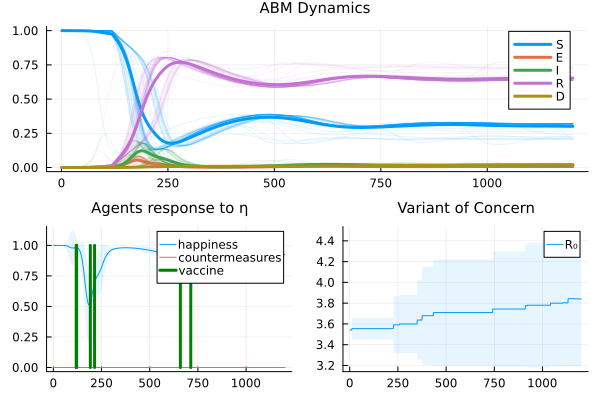 ABM Dynamics
1.00
0.75
0.50
0.25
0.00
0
250
500
750
1000
S
E
I
R
D
Agents response to η
1.00
0.75
0.50
0.25
0.00
0
250
500
750
1000
happiness
countermeasures
vaccine
Variant of Concern
4.4
4.2
4.0
3.8
3.6
3.4
3.2
0
250
500
750
1000
R₀